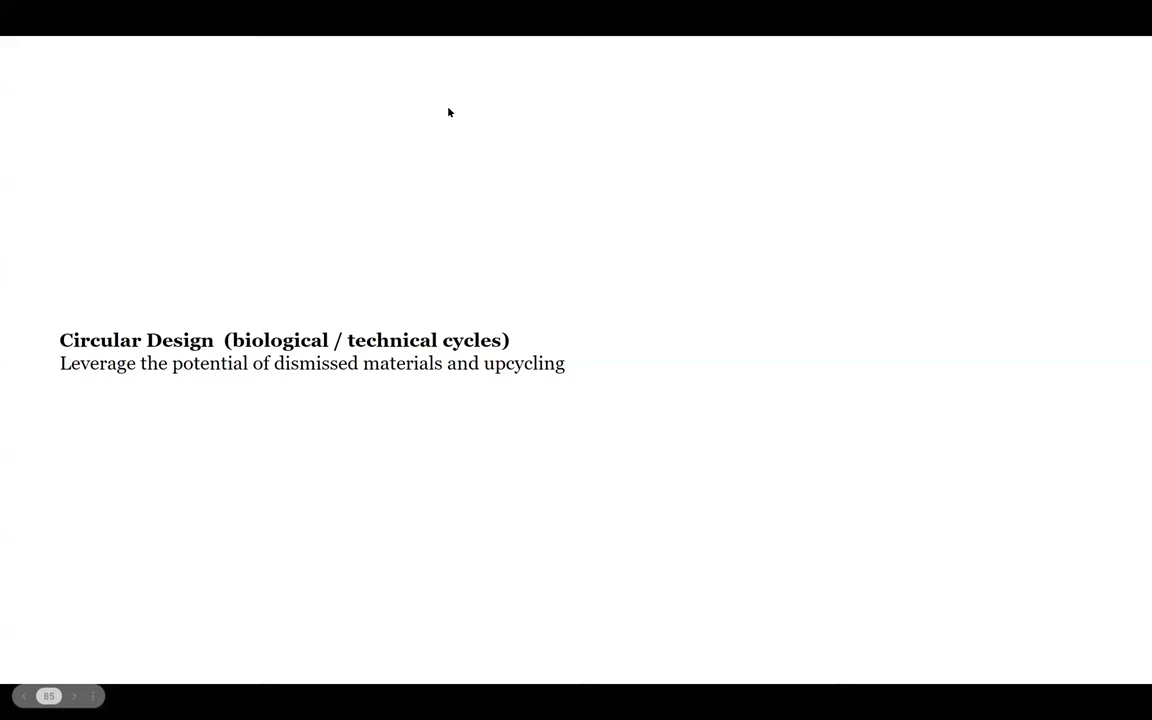 Circular Design  (biological / technical cycles)
Leverage the potential of dismissed materials and upcycling
85